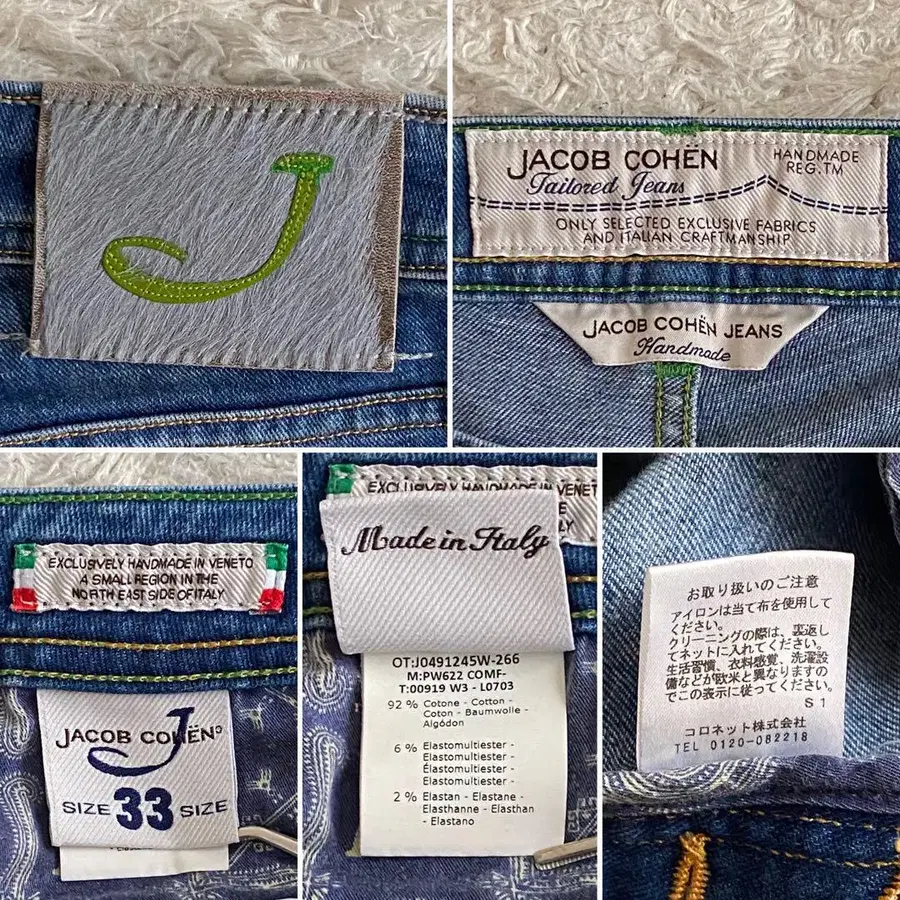 J
JACOB COHËN
Tailored Jeans
HANDMADE
REG.TM
ONLY SELECTED EXCLUSIVE FABRICS
AND ITALIAN CRAFTMANSHIP
JACOB COHËN JEANS
Handmade
EXCLUSIVELY HANDMADE IN VENETO
A SMALL REGION IN THE
NORTH EAST SIDE OF ITALY
JACOB COHËN
SIZE 33 SIZE
EXCLUSIVELY HANDMADE IN VENET
LY
Made in Italy
OT:J0491245W-266
M:PW622 COMF-
T:00919 W3 - L0703
92 % Cotone - Cotton -
Coton - Baumwolle -
Algódon
6 % Elastomultiester -
Elastomultiester -
Élastomultiester -
Elastomultiester -
Elastomultiester
2 % Elastan - Elastane -
Elasthanne - Elasthan
- Elastano
お取り扱いのご注意
アイロンは当て布を使用して
ください。
クリーニングの際は、裏返し
てネットに入れてください。
生活習慣、衣料感覚、洗濯設
備などが欧米と異なりますの
でこの表示に従ってください。
S 1
コロネット株式会社
TEL 0120-082218